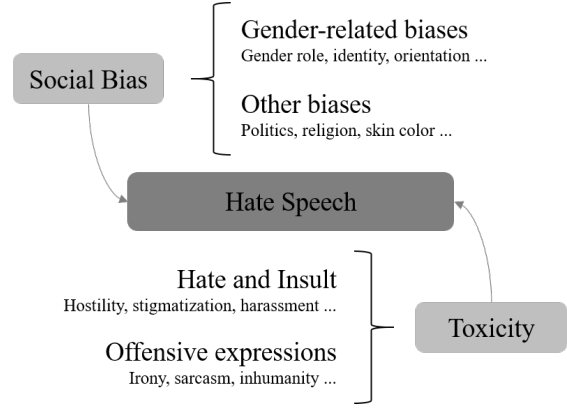 Gender-related biases
Gender role, identity, orientation ...
Social Bias
Other biases
Politics, religion, skin color ...
Hate Speech
Hate and Insult
Hostility, stigmatization, harassment ...
Toxicity
Offensive expressions
Irony, sarcasm, inhumanity ...